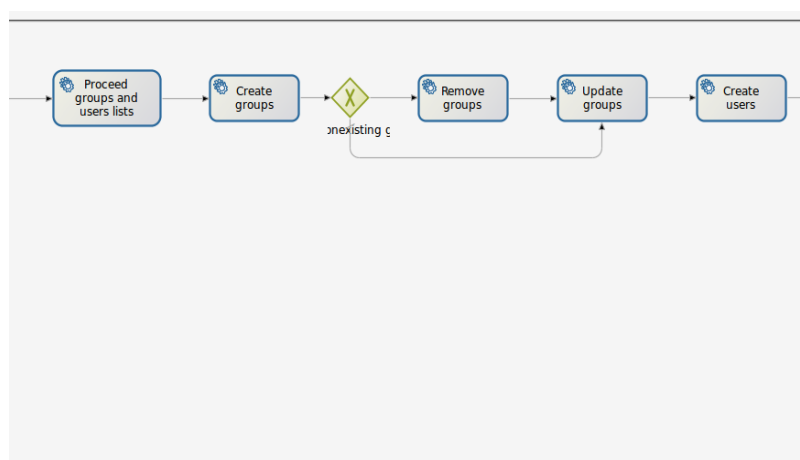 Proceed
groups and
users lists
Create
groups
Remove
groups
Update
groups
Create
users